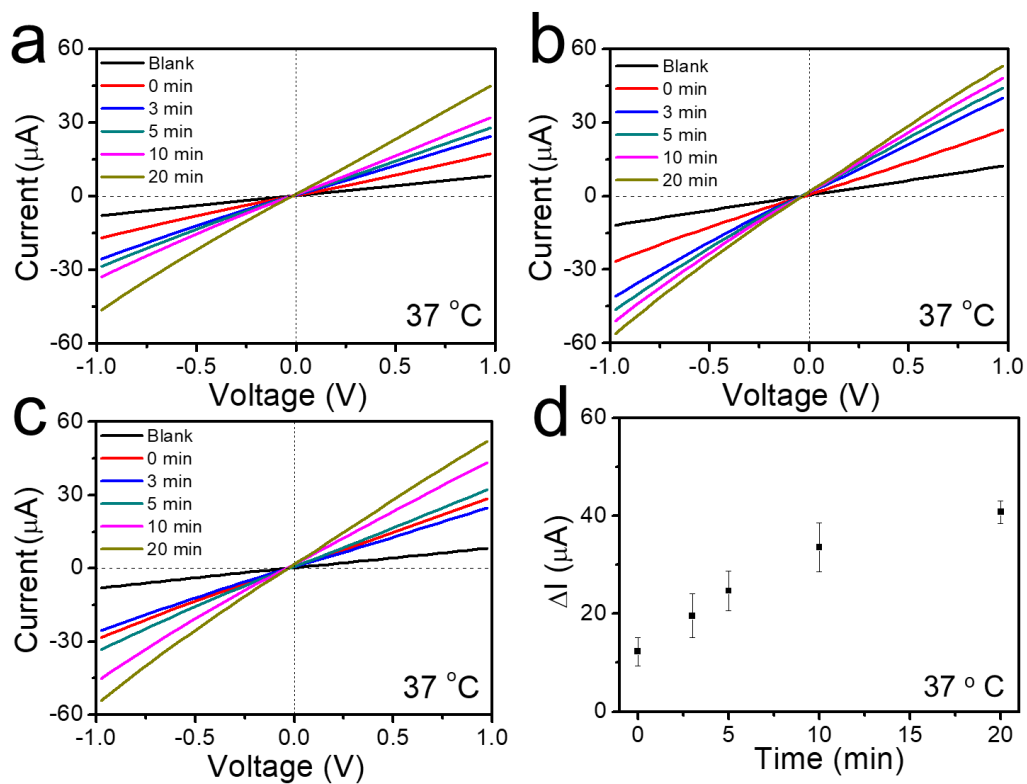 a
60
30
0
-30
-60
Current (μA)
Blank
0 min
3 min
5 min
10 min
20 min
37 °C
-1.0 -0.5 0.0 0.5 1.0
Voltage (V)
b
60
30
0
-30
-60
Current (μA)
Blank
0 min
3 min
5 min
10 min
20 min
37 °C
-1.0 -0.5 0.0 0.5 1.0
Voltage (V)
c
60
30
0
-30
-60
Current (μA)
Blank
0 min
3 min
5 min
10 min
20 min
37 °C
-1.0 -0.5 0.0 0.5 1.0
Voltage (V)
d
60
40
20
0
ΔI (μA)
37 ° C
0 5 10 15 20
Time (min)